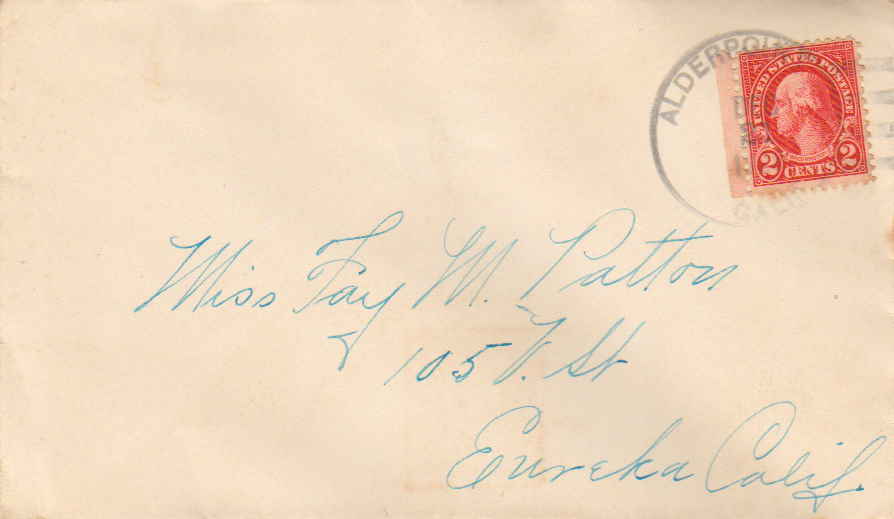 ALDERPOI
UNITED STATES POSTAGE
2 CENTS 2
Miss Fay M. Patton
105 V. St
Eureka Calif.